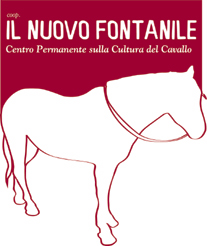 coop.
IL NUOVO FONTANILE
Centro Permanente sulla Cultura del Cavallo